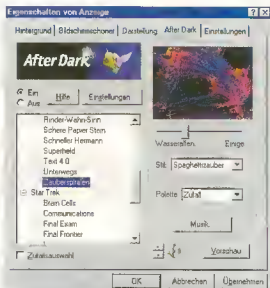 Eigenschaften von Anzeige
Hintergrund Bildschirmschoner Darstellung After Dark Einstellungen
After Dark
Ein
Aus
Hilfe
Einstellungen
Rinder-Wahn-Sinn
Schere Papier Stein
Schneller Hermann
Superheld
Text 4.0
Unterwegs
Zauberspiralen
Star Trek
Brain Cells
Communications
Final Exam
Final Frontier
Zufallsauswahl
Wasserfallen Einige
Stil: Spaghettizauber
Palette: Zufall
Musik
Vorschau
OK Abbrechen Übernehmen